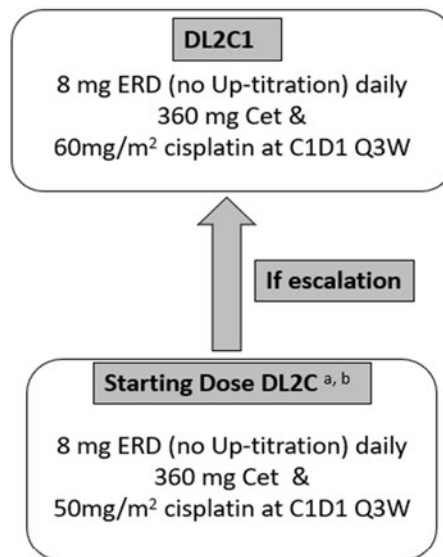 DL2C1
8 mg ERD (no Up-titration) daily
360 mg Cet &
60mg/m² cisplatin at C1D1 Q3W
If escalation
Starting Dose DL2C ᵃ, ᵇ
8 mg ERD (no Up-titration) daily
360 mg Cet &
50mg/m² cisplatin at C1D1 Q3W